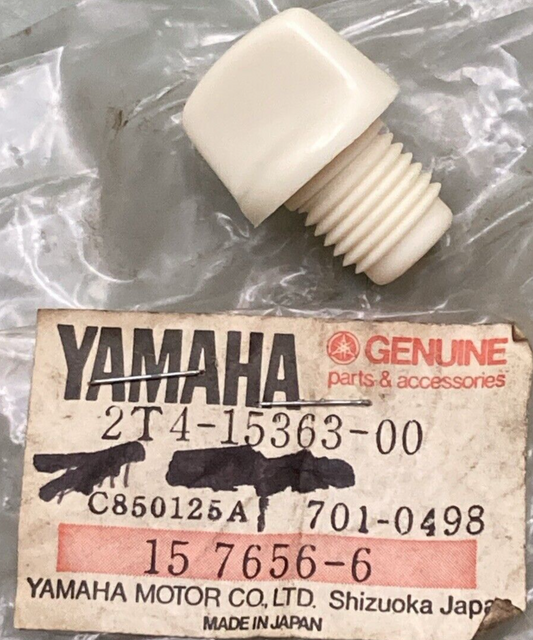 YAMAHA
GENUINE
parts & accessories
2T4-15363-00
C850125A 701-0498
15 7656-6
YAMAHA MOTOR CO., LTD. Shizuoka
MADE IN JAPAN